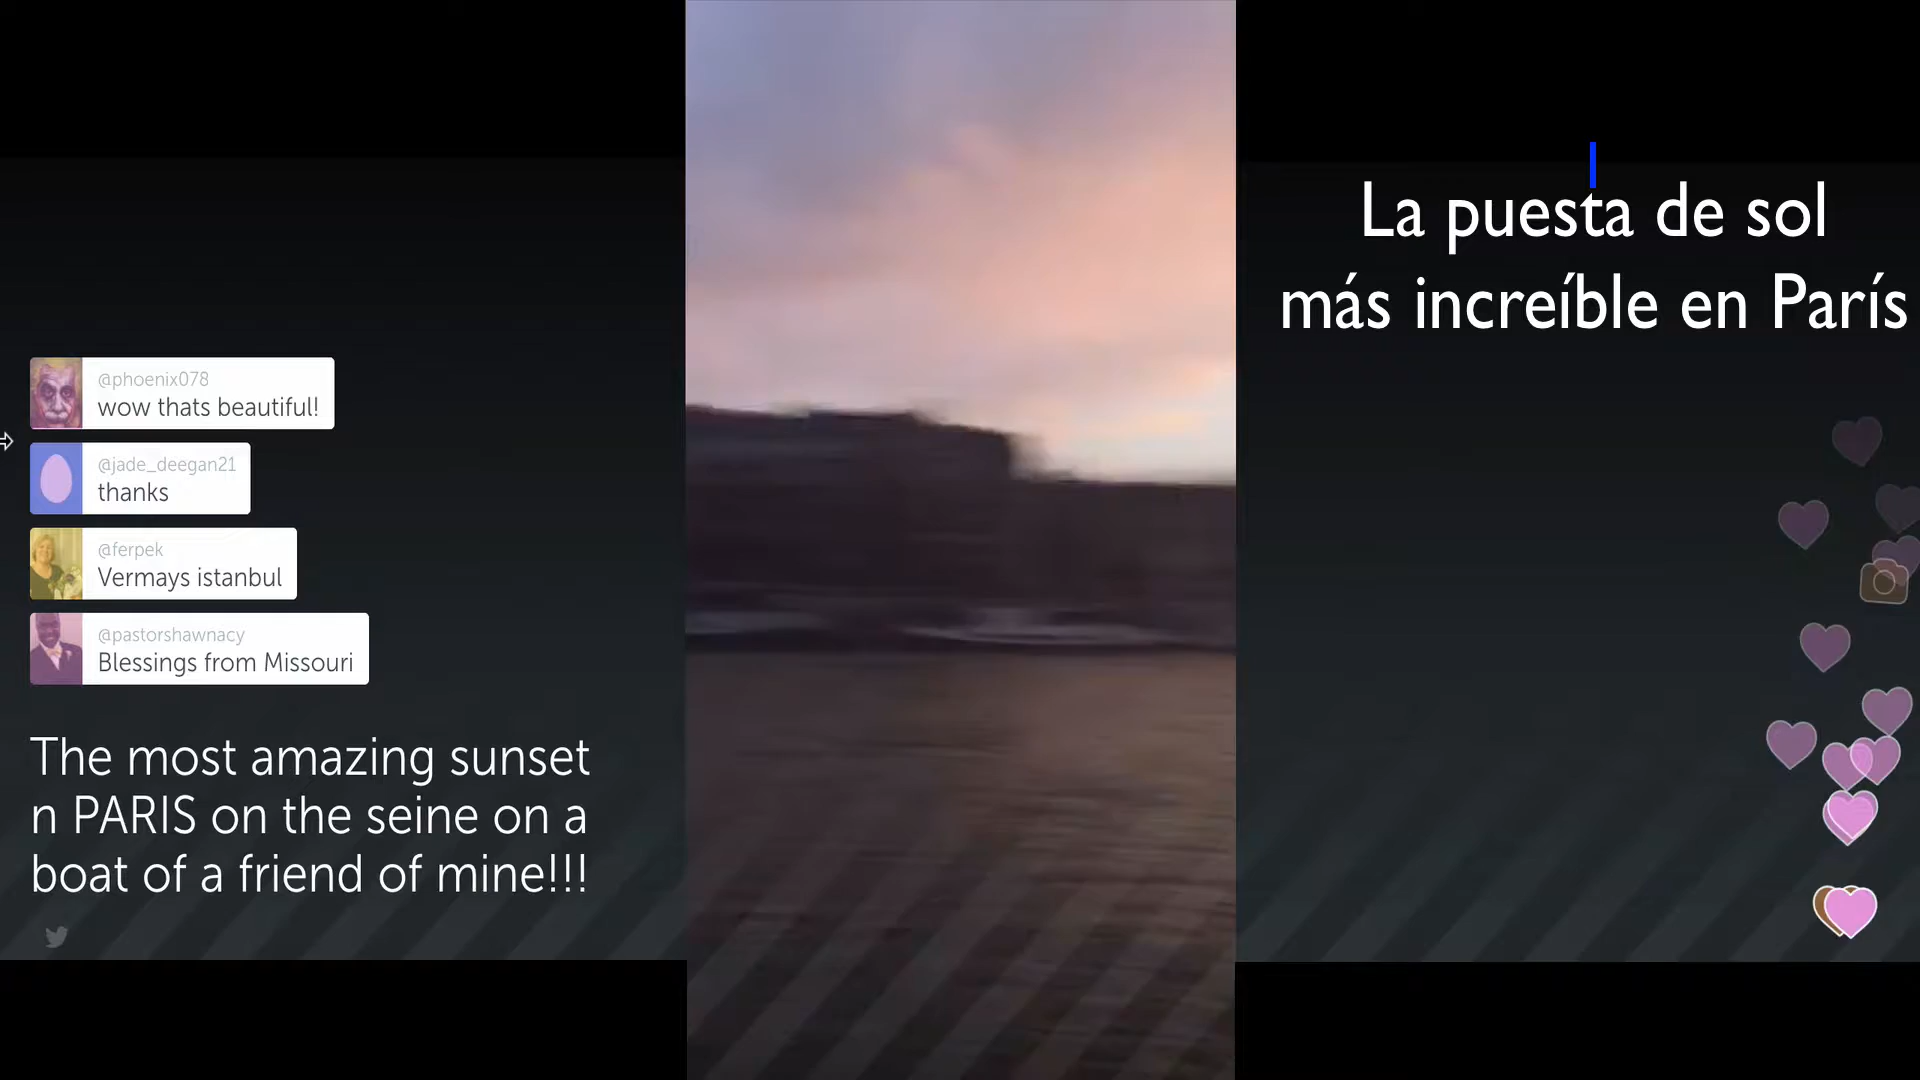 @phoenix078
wow thats beautiful!
@jade_deegan21
thanks
@ferpek
Vermays istanbul
@pastorshawnacy
Blessings from Missouri
The most amazing sunset
n PARIS on the seine on a
boat of a friend of mine!!!
La puesta de sol
más increíble en París